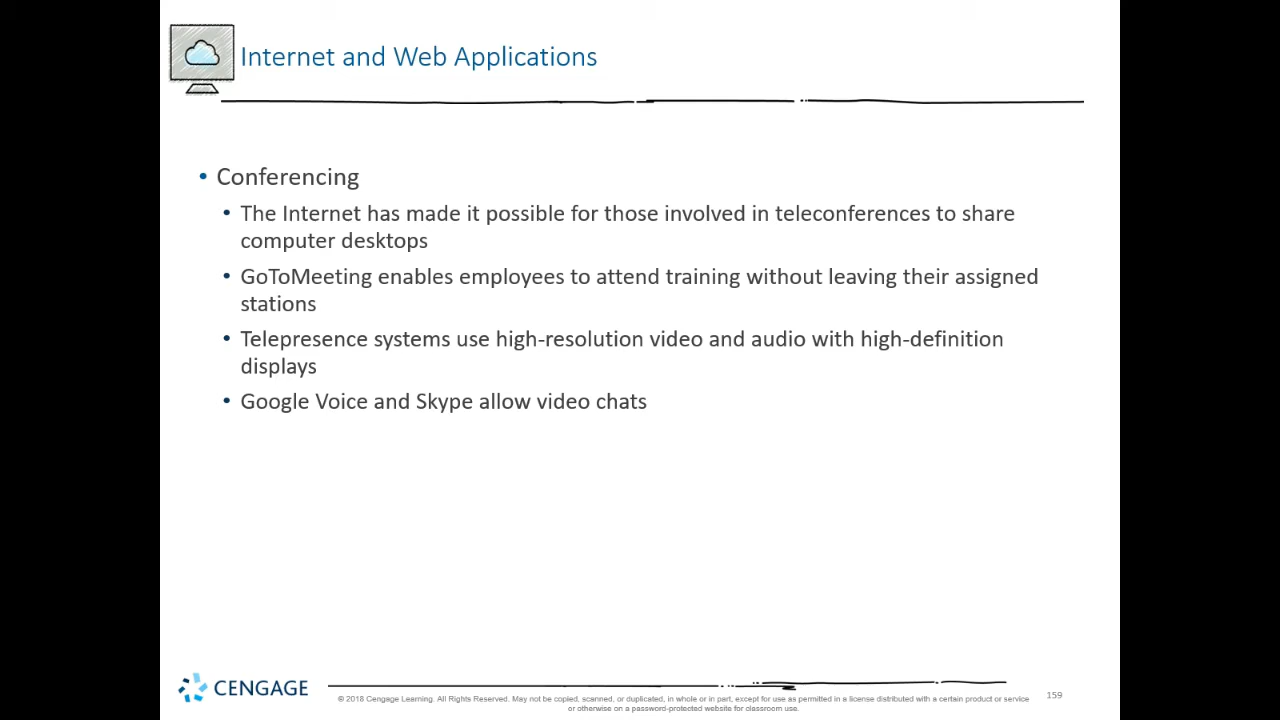 Internet and Web Applications
• Conferencing
• The Internet has made it possible for those involved in teleconferences to share
computer desktops
• GoToMeeting enables employees to attend training without leaving their assigned
stations
• Telepresence systems use high-resolution video and audio with high-definition
displays
• Google Voice and Skype allow video chats
CENGAGE
© 2018 Cengage Learning. All Rights Reserved. May not be copied, scanned, or duplicated, in whole or in part, except for use as permitted in a license distributed with a certain product or service
or otherwise on a password-protected website for classroom use.
159